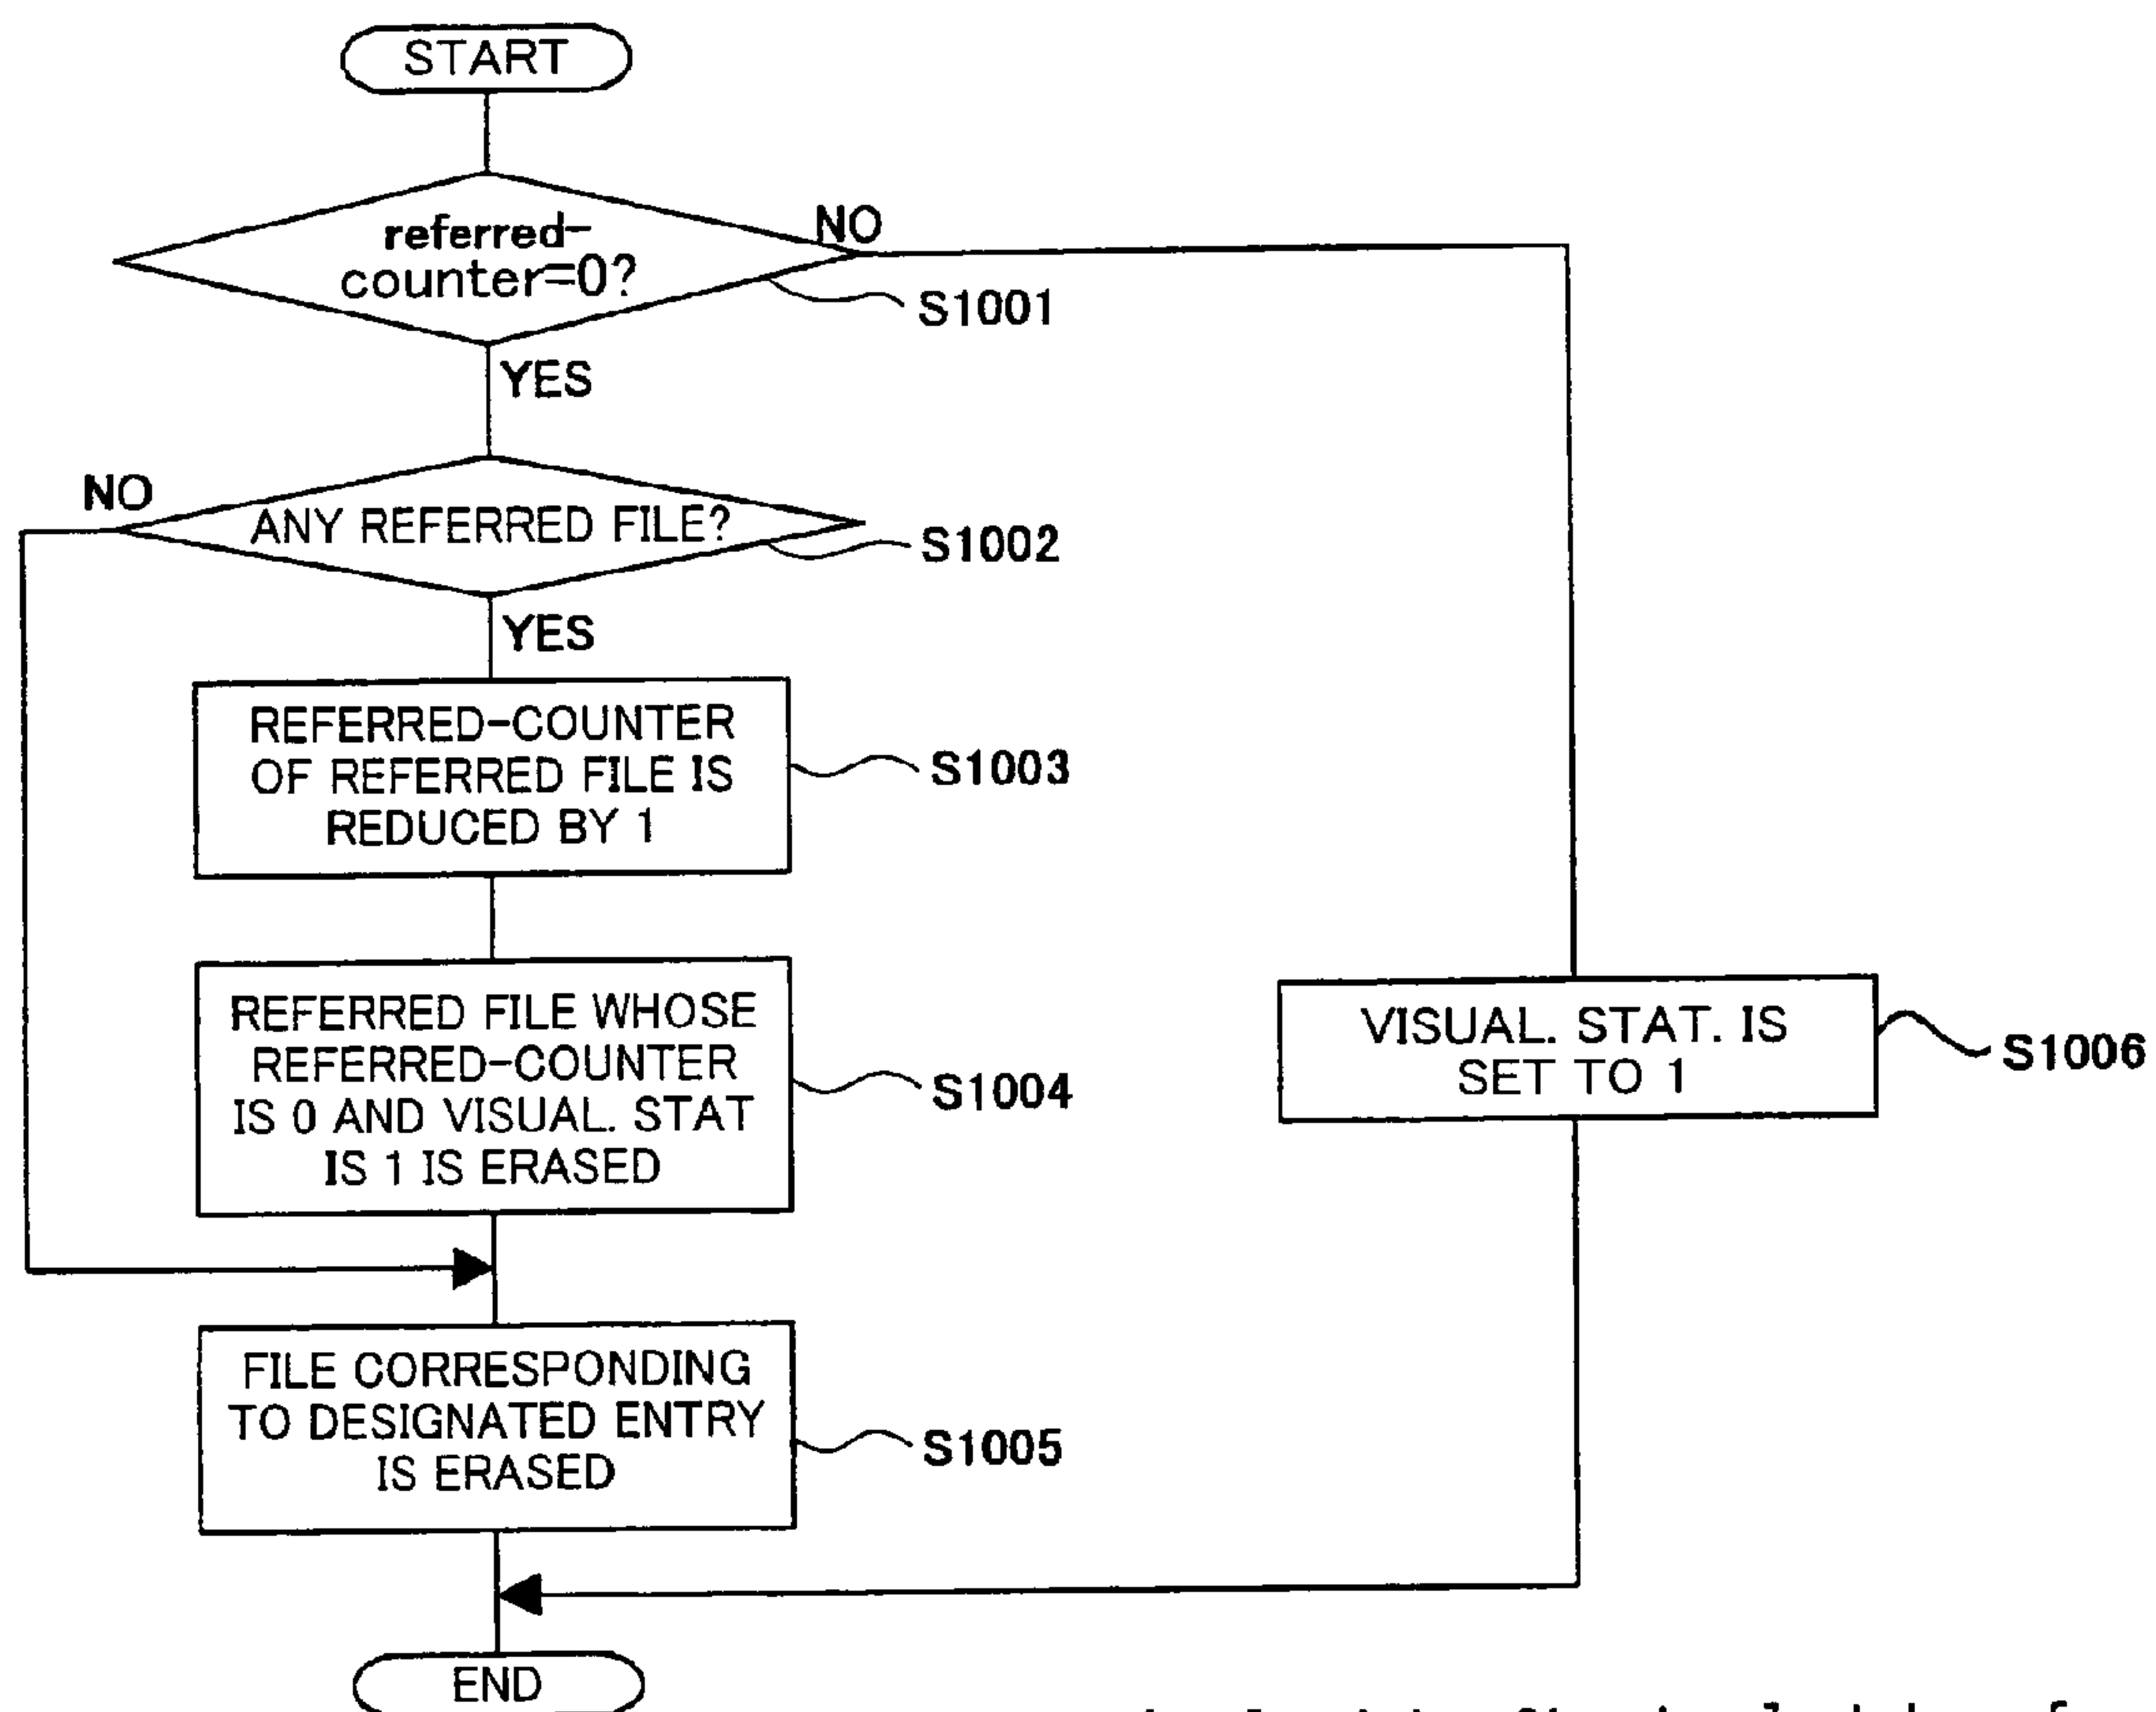 START
referred-
counter=0?
NO
S1001
YES
NO
ANY REFERRED FILE?
S1002
YES
REFERRED-COUNTER
OF REFERRED FILE IS
REDUCED BY 1
S1003
REFERRED FILE WHOSE
REFERRED-COUNTER
IS 0 AND VISUAL. STAT
IS 1 IS ERASED
S1004
VISUAL. STAT. IS
SET TO 1
S1006
FILE CORRESPONDING
TO DESIGNATED ENTRY
IS ERASED
S1005
END